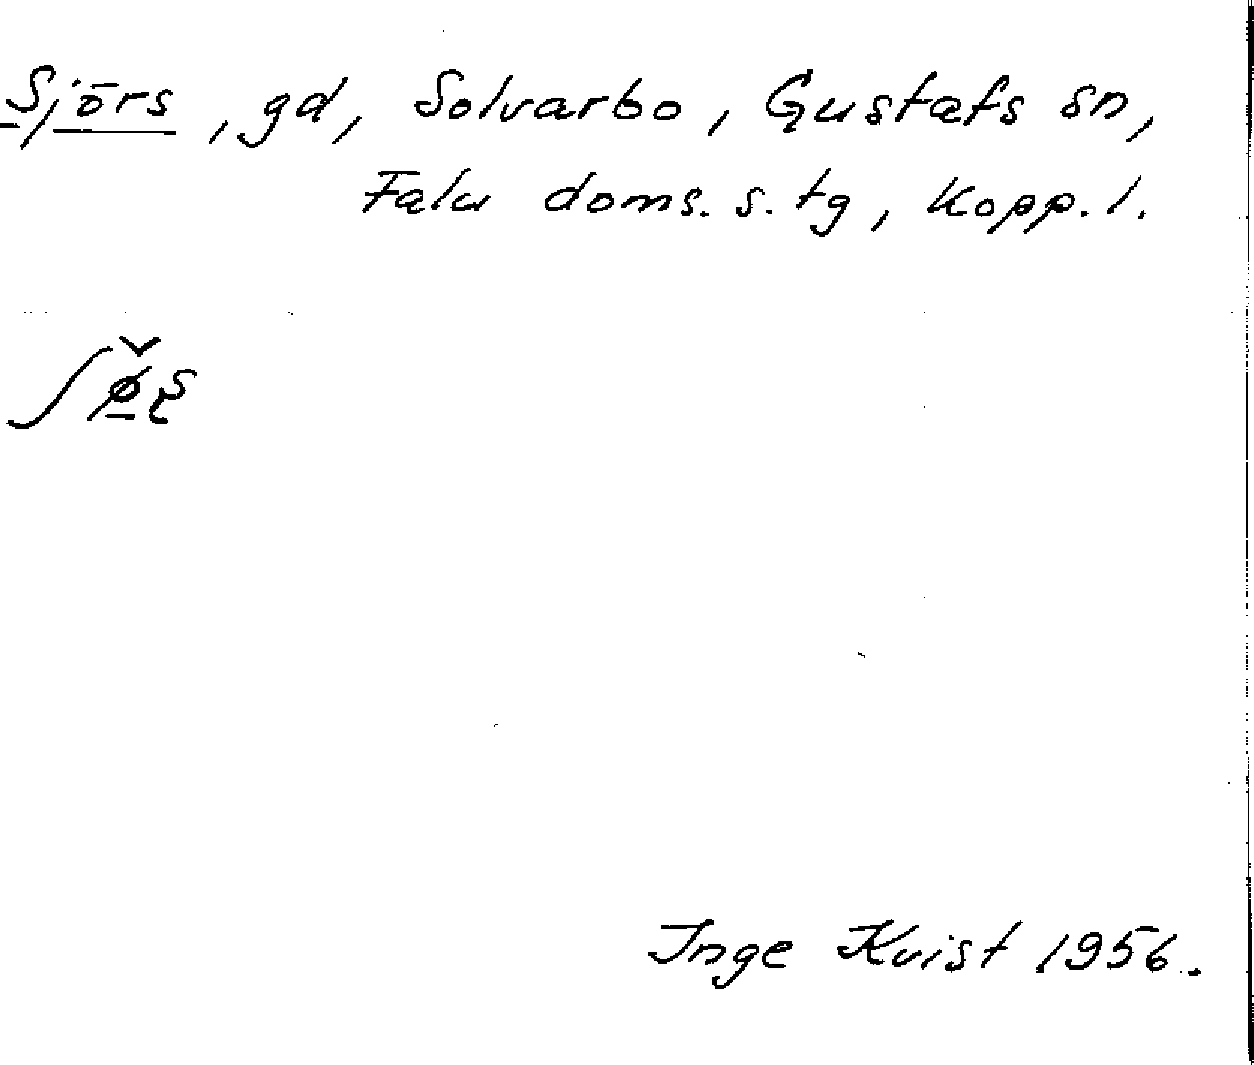 Sjörs, gd, Solvarbo, Gustafs sn,
Falu doms. s. tg, Kopp. l.
Inge Kvist 1956.